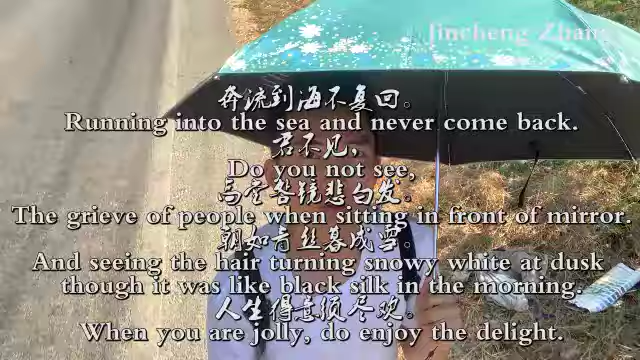 Jincheng Zhang
奔流到海不复回。
Running into the sea and never come back.
君不见，
Do you not see,
高堂明镜悲白发。
The grieve of people when sitting in front of mirror.
朝如青丝暮成雪。
And seeing the hair turning snowy white at dusk
though it was like black silk in the morning.
人生得意须尽欢。
When you are jolly, do enjoy the delight.